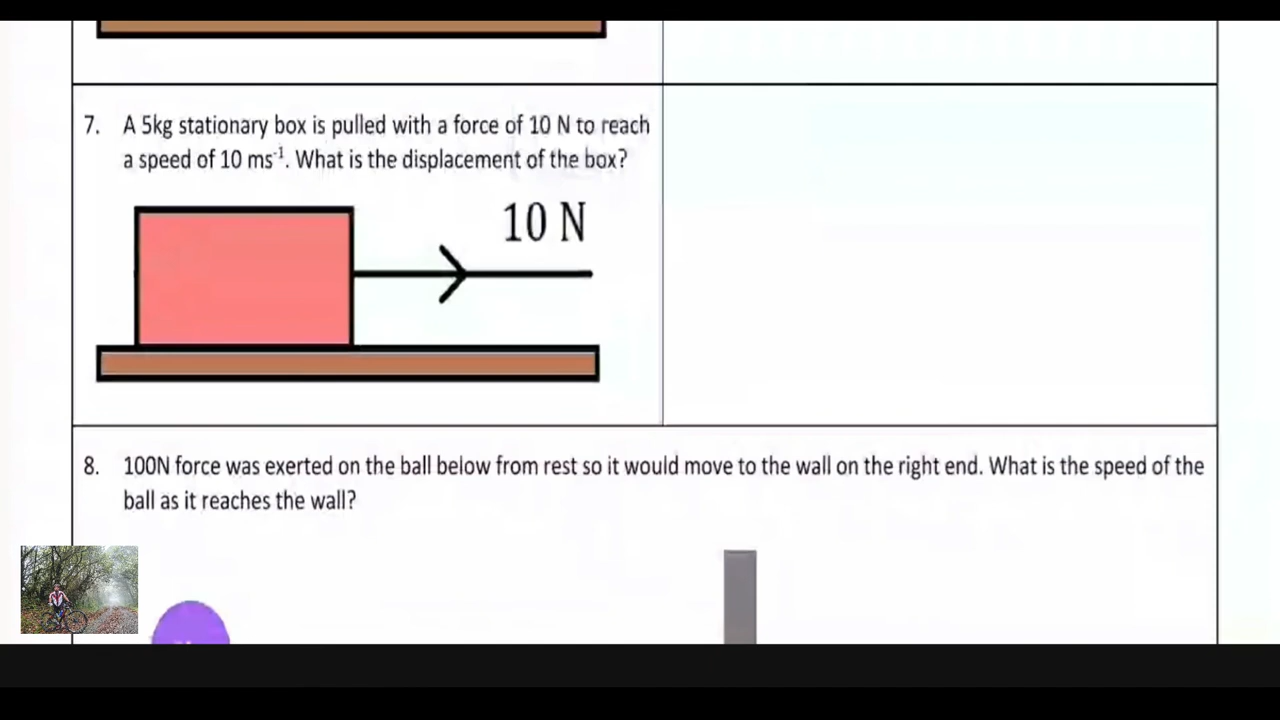 7. A 5kg stationary box is pulled with a force of 10 N to reach
a speed of 10 ms⁻¹. What is the displacement of the box?
10 N
8. 100N force was exerted on the ball below from rest so it would move to the wall on the right end. What is the speed of the
ball as it reaches the wall?